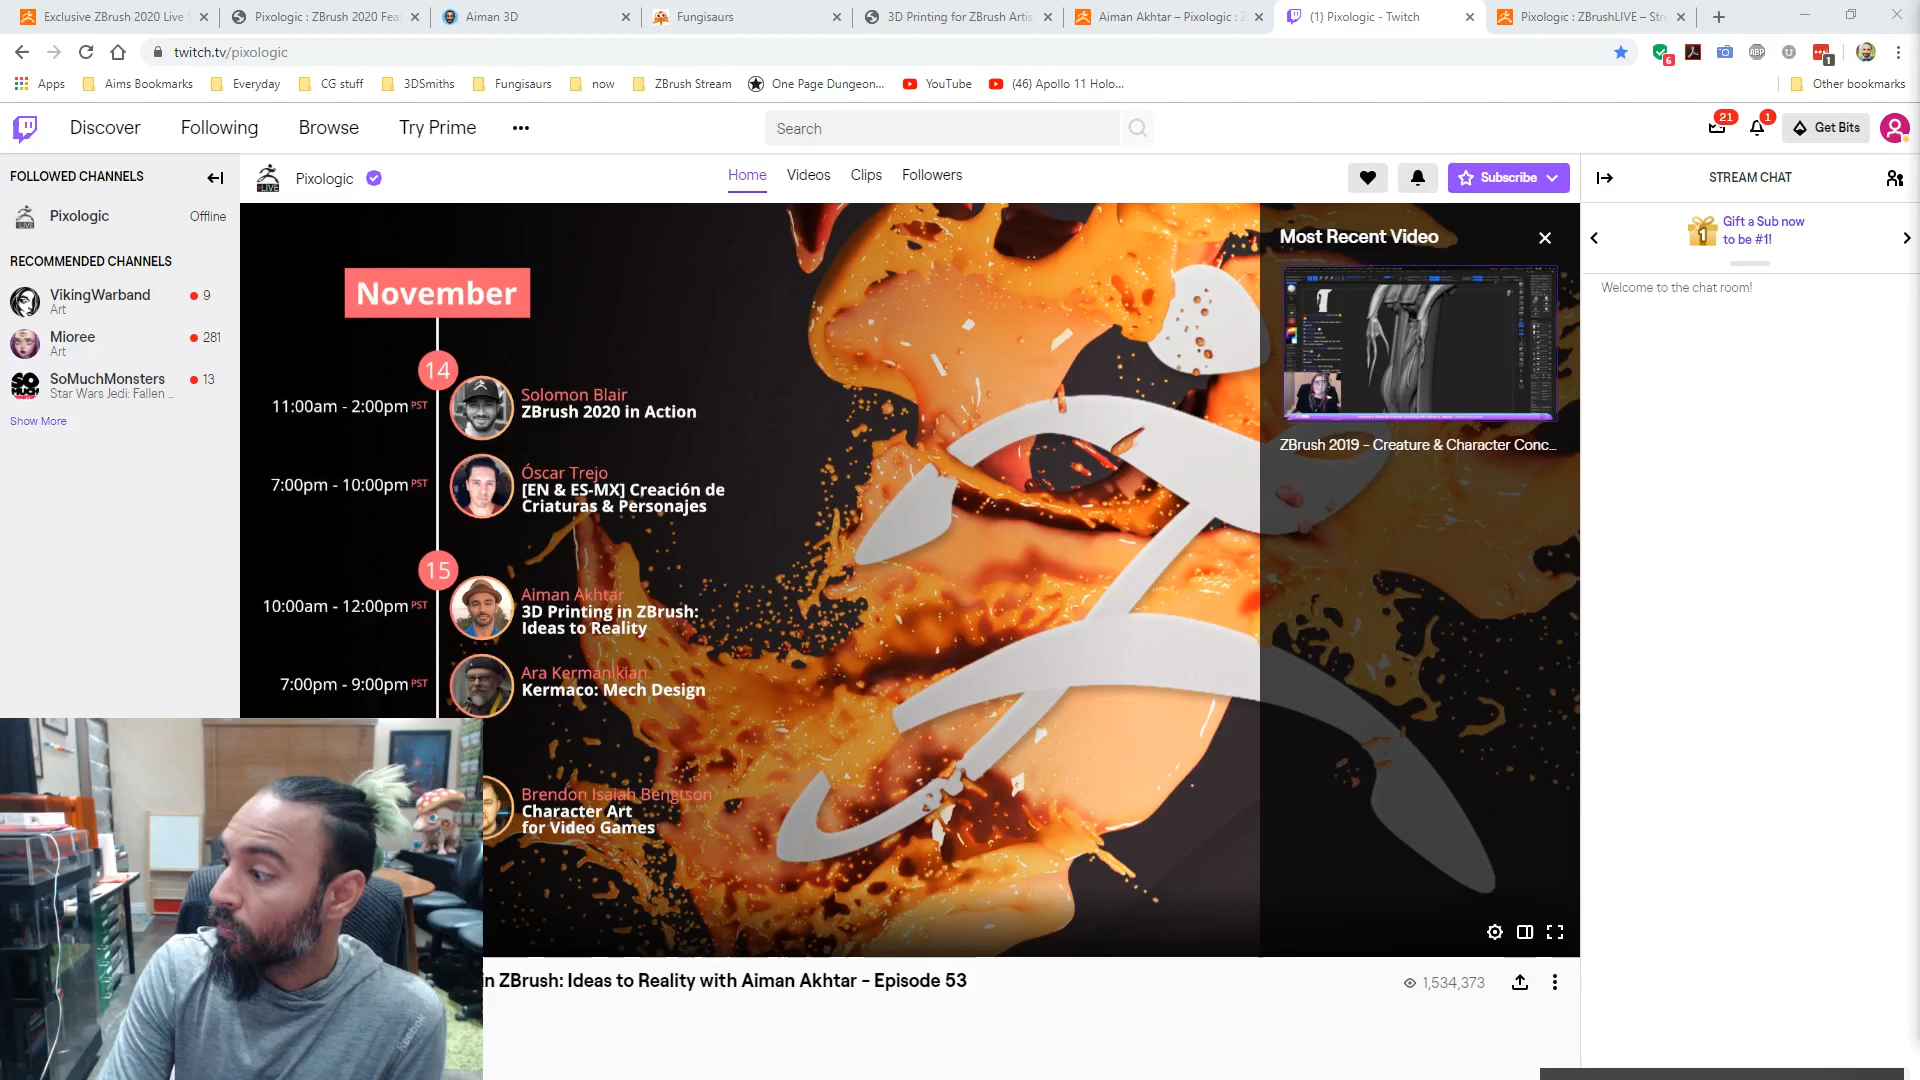 Exclusive ZBrush 2020 Live
Pixologic : ZBrush 2020 Fea
Aiman 3D
Fungisaurs
3D Printing for ZBrush Artis
Aiman Akhtar – Pixologic : Z
(1) Pixologic - Twitch
Pixologic : ZBrushLIVE – Stre
twitch.tv/pixologic
6
ABP
1
Apps
Aims Bookmarks
Everyday
CG stuff
3DSmiths
Fungisaurs
now
ZBrush Stream
One Page Dungeon...
YouTube
(46) Apollo 11 Holo...
Other bookmarks
Discover
Following
Browse
Try Prime
Search
21
1
Get Bits
FOLLOWED CHANNELS
Pixologic
Offline
RECOMMENDED CHANNELS
VikingWarband
9
Art
Mioree
281
Art
SoMuchMonsters
13
Star Wars Jedi: Fallen ...
Show More
LIVE
Pixologic
Home
Videos
Clips
Followers
Subscribe
November
14
11:00am - 2:00pm PST
Solomon Blair
ZBrush 2020 in Action
7:00pm - 10:00pm PST
Óscar Trejo
[EN & ES-MX] Creación de
Criaturas & Personajes
15
10:00am - 12:00pm PST
Aiman Akhtar
3D Printing in ZBrush:
Ideas to Reality
7:00pm - 9:00pm PST
Ara Kermanikian
Kermaco: Mech Design
Brendon Isaiah Bengtson
Character Art
for Video Games
Most Recent Video
ZBrush 2019 - Creature & Character Conc...
in ZBrush: Ideas to Reality with Aiman Akhtar - Episode 53
1,534,373
STREAM CHAT
1
Gift a Sub now
to be #1!
Welcome to the chat room!
Reebok